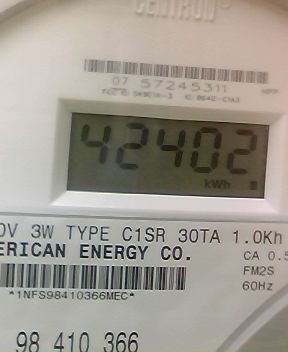 CENTRON
07 57245311
42402
kWh
0V 3W TYPE C1SR 30TA 1.0Kh
ERICAN ENERGY CO.
CA 0.5
FM2S
*1NFS98410366MEC*
60Hz
98 410 366